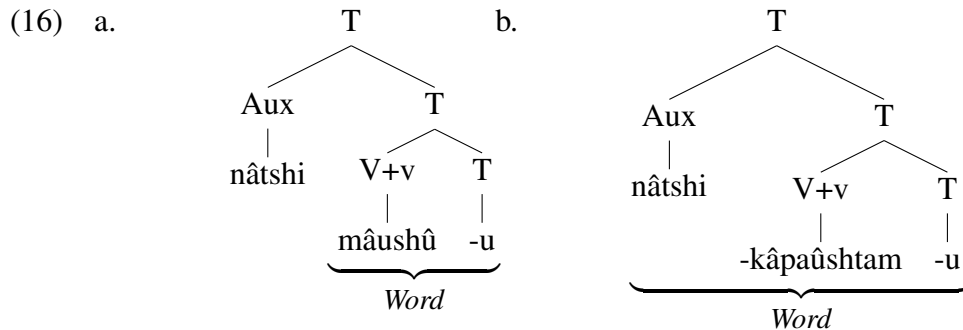 (16) a. T b. T
Aux T Aux T
nâtshi V+v T nâtshi V+v T
mâushû -u -kâpaûshtam -u
Word Word